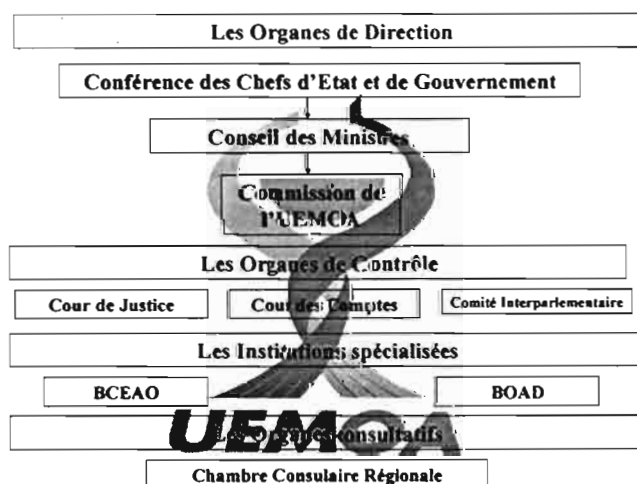 Les Organes de Direction
Conférence des Chefs d'Etat et de Gouvernement
Conseil des Ministres
Commission de
l'UEMOA
Les Organes de Contrôle
Cour de Justice
Cour des Comptes
Comité Interparlementaire
Les Institutions spécialisées
BCEAO
BOAD
UEMOA
Les Organes consultatifs
Chambre Consulaire Régionale